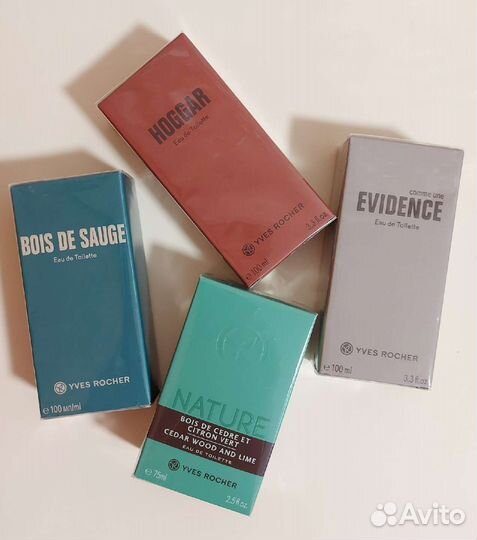 HOGGAR
Eau de Toilette
YVES ROCHER
℮ 100 ml 3.3 fl.oz
BOIS DE SAUGE
Eau de Toilette
YVES ROCHER
℮ 100 мл/ml
comme une
EVIDENCE
Eau de Toilette
YVES ROCHER
℮ 100 ml 3.3 fl.oz
NATURE
BOIS DE CEDRE ET
CITRON VERT
CEDAR WOOD AND LIME
EAU DE TOILETTE
YVES ROCHER
℮ 75ml 2.5 fl.oz
Avito